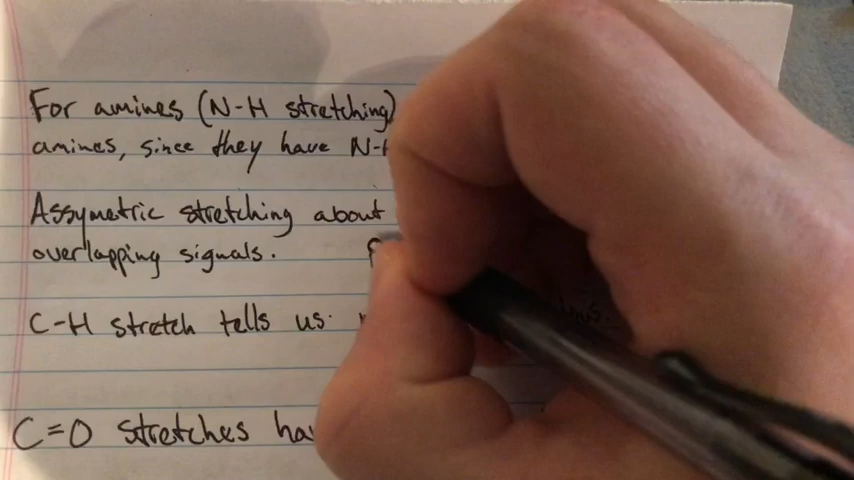 For amines (N-H stretching)
amines, since they have N-H
Assymetric stretching about
overlapping signals.
C-H stretch tells us
C=O stretches ha